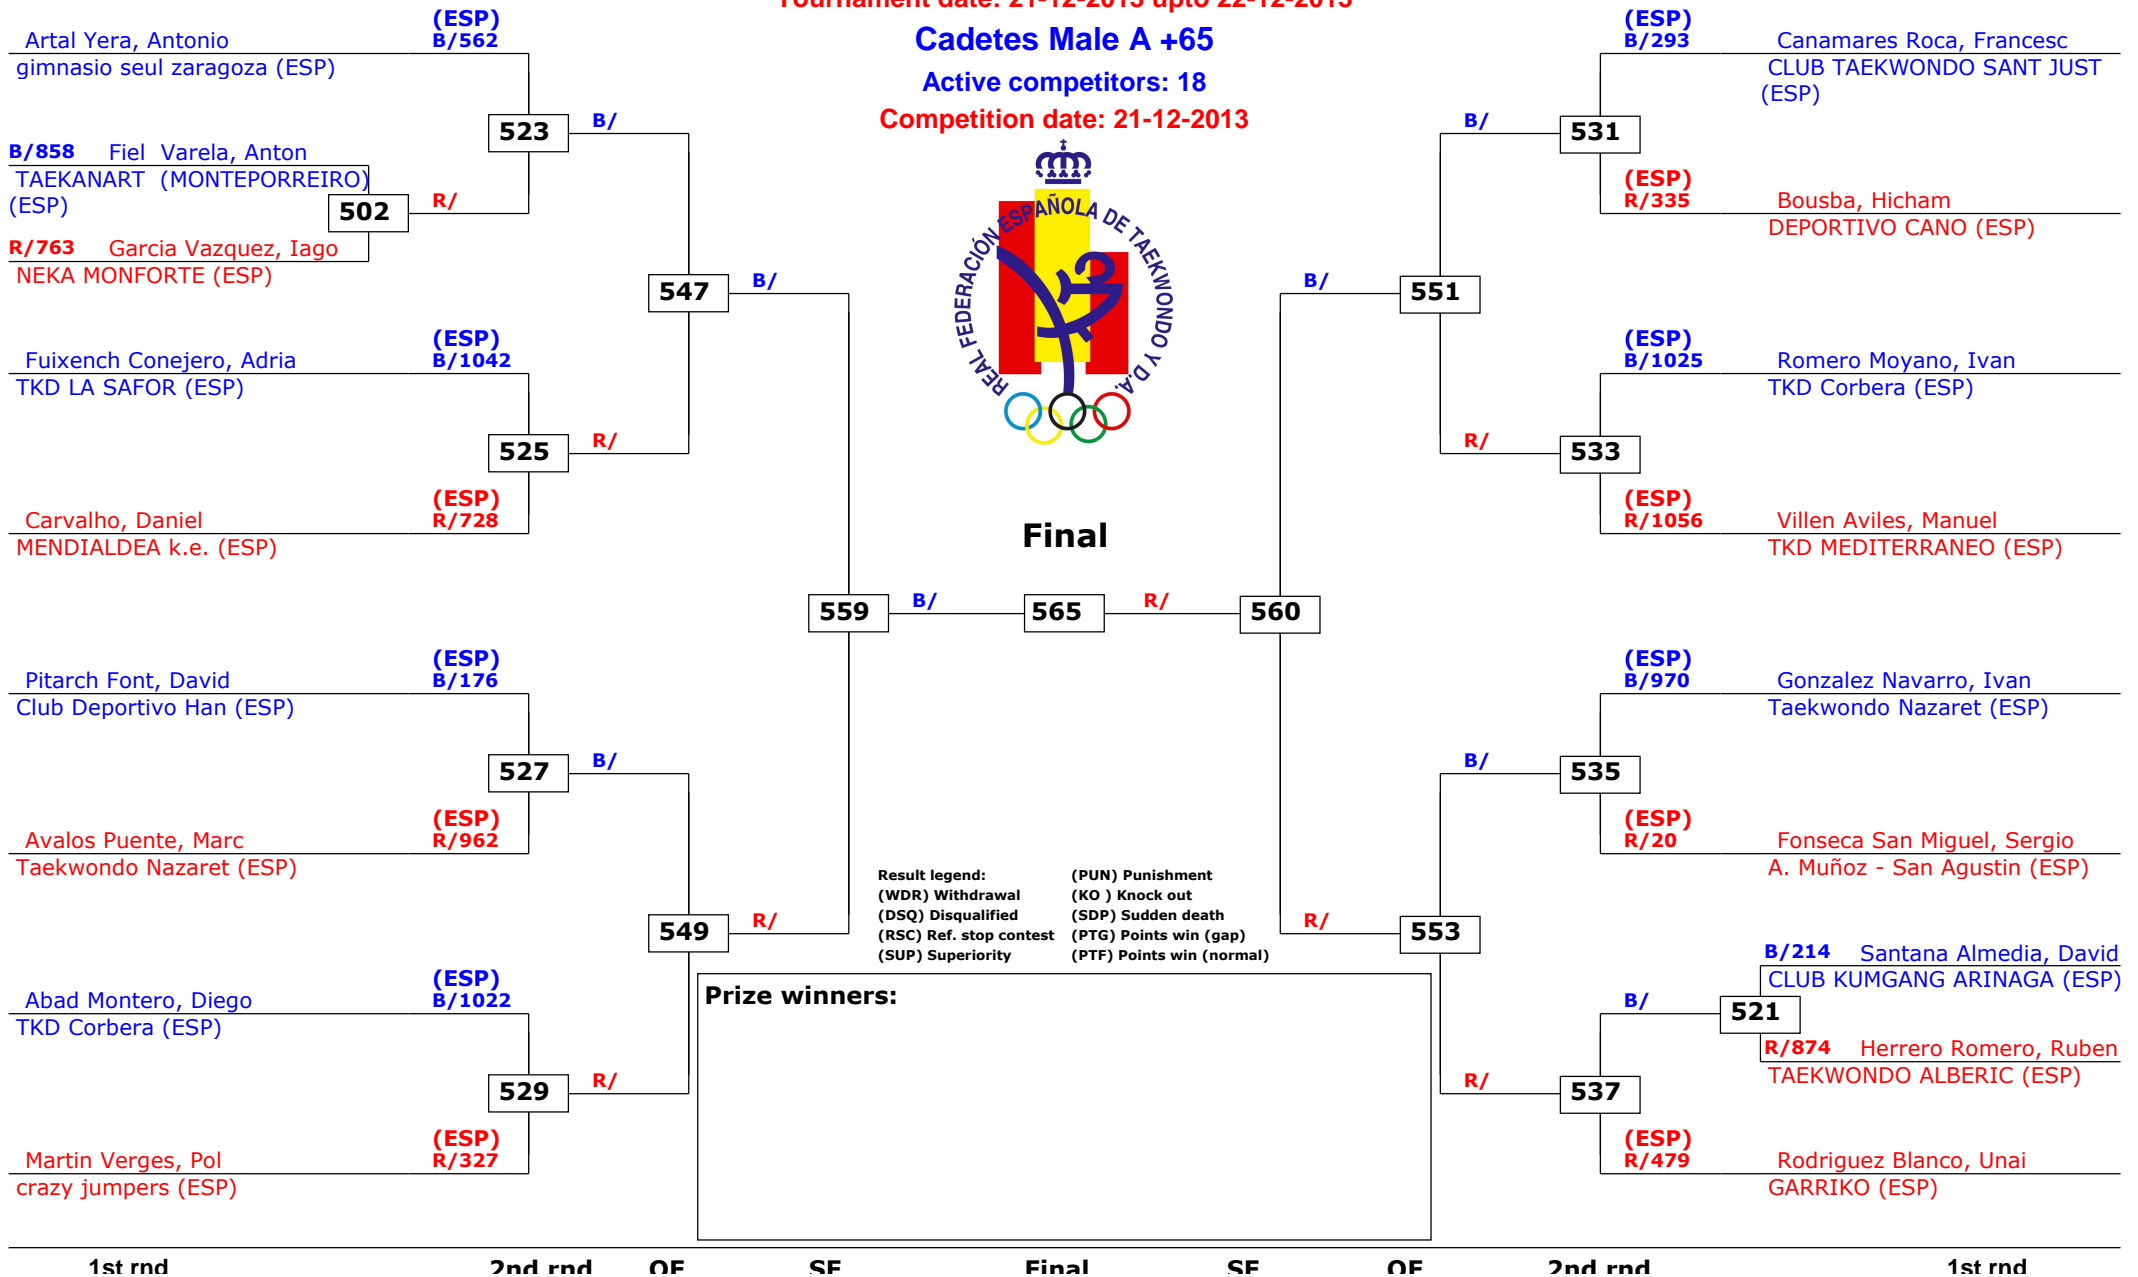 Tournament date: 21-12-2013 upto 22-12-2013
Cadetes Male A +65
Active competitors: 18
Competition date: 21-12-2013
REAL FEDERACIÓN ESPAÑOLA DE TAEKWONDO Y D.A.
(ESP)
Artal Yera, Antonio B/562
gimnasio seul zaragoza (ESP)
523 B/
B/858 Fiel Varela, Anton
TAEKANART (MONTEPORREIRO)
(ESP)
502 R/
R/763 Garcia Vazquez, Iago
NEKA MONFORTE (ESP)
547 B/
(ESP)
Fuixench Conejero, Adria B/1042
TKD LA SAFOR (ESP)
525 R/
(ESP)
Carvalho, Daniel R/728
MENDIALDEA k.e. (ESP)
559 B/
(ESP)
Pitarch Font, David B/176
Club Deportivo Han (ESP)
527 B/
(ESP)
Avalos Puente, Marc R/962
Taekwondo Nazaret (ESP)
549 R/
(ESP)
Abad Montero, Diego B/1022
TKD Corbera (ESP)
529 R/
(ESP)
Martin Verges, Pol R/327
crazy jumpers (ESP)
Final
565
(ESP)
B/293 Canamares Roca, Francesc
CLUB TAEKWONDO SANT JUST
(ESP)
B/ 531
(ESP)
R/335 Bousba, Hicham
DEPORTIVO CANO (ESP)
B/ 551
(ESP)
B/1025 Romero Moyano, Ivan
TKD Corbera (ESP)
R/ 533
(ESP)
R/1056 Villen Aviles, Manuel
TKD MEDITERRANEO (ESP)
R/ 560
(ESP)
B/970 Gonzalez Navarro, Ivan
Taekwondo Nazaret (ESP)
B/ 535
(ESP)
R/20 Fonseca San Miguel, Sergio
A. Muñoz - San Agustin (ESP)
R/ 553
B/214 Santana Almedia, David
CLUB KUMGANG ARINAGA (ESP)
B/ 521
R/874 Herrero Romero, Ruben
TAEKWONDO ALBERIC (ESP)
R/ 537
(ESP)
R/479 Rodriguez Blanco, Unai
GARRIKO (ESP)
Result legend: (PUN) Punishment
(WDR) Withdrawal (KO ) Knock out
(DSQ) Disqualified (SDP) Sudden death
(RSC) Ref. stop contest (PTG) Points win (gap)
(SUP) Superiority (PTF) Points win (normal)
Prize winners:
1st rnd 2nd rnd QF SF Final SF QF 2nd rnd 1st rnd